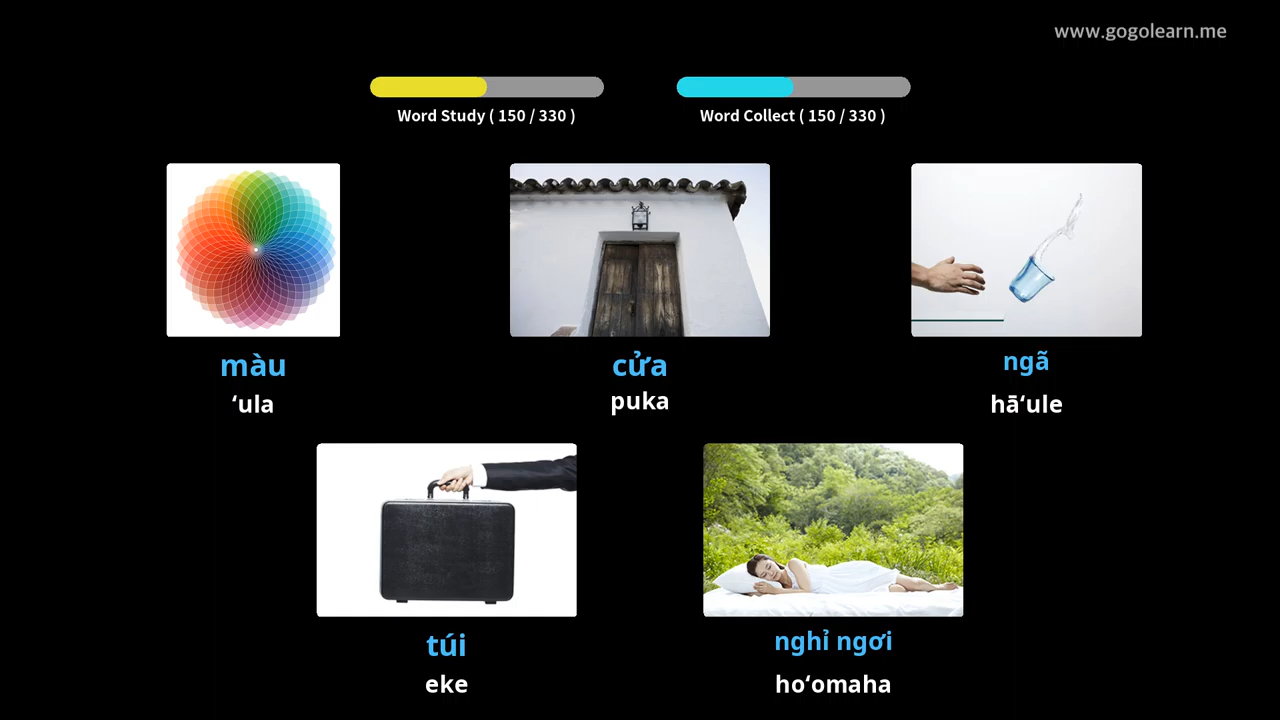 www.gogolearn.me
Word Study ( 150 / 330 )
Word Collect ( 150 / 330 )
màu
ʻula
cửa
puka
ngã
hāʻule
túi
eke
nghỉ ngơi
hoʻomaha